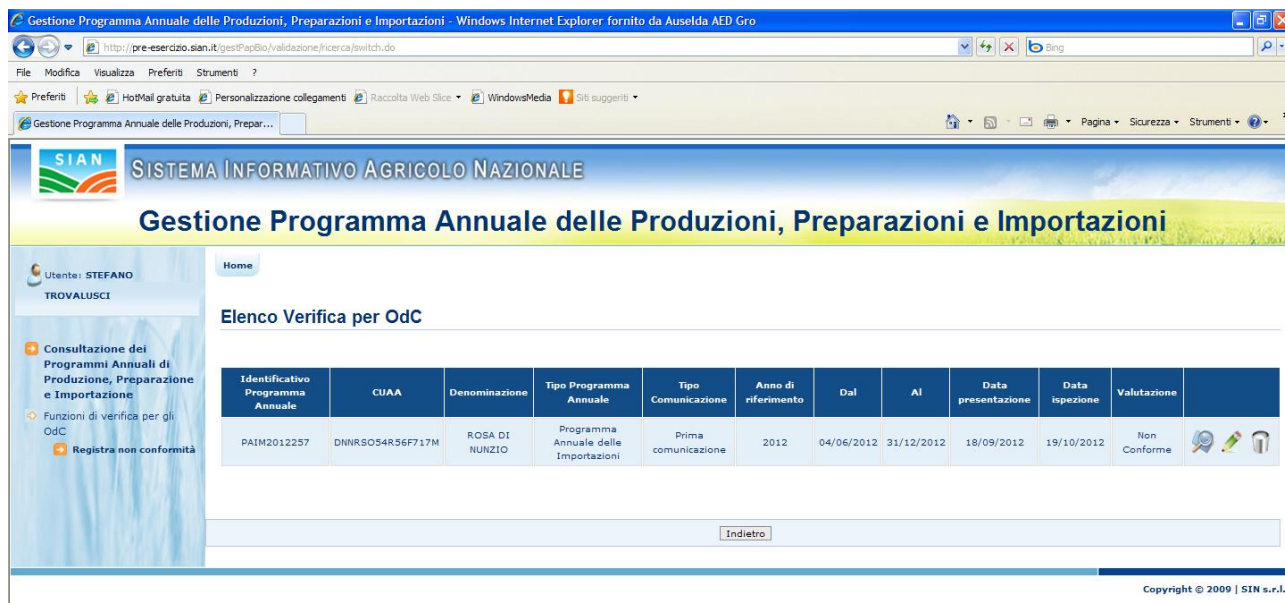 Gestione Programma Annuale delle Produzioni, Preparazioni e Importazioni - Windows Internet Explorer fornito da Auselda AED Gro
http://pre-esercizio.sian.it/gestPapBio/validazione/ricerca/switch.do
Bing
File Modifica Visualizza Preferiti Strumenti ?
Preferiti HotMail gratuita Personalizzazione collegamenti Raccolta Web Slice WindowsMedia Siti suggeriti
Gestione Programma Annuale delle Produzioni, Prepar...
Pagina Sicurezza Strumenti
SIAN
SISTEMA INFORMATIVO AGRICOLO NAZIONALE
Gestione Programma Annuale delle Produzioni, Preparazioni e Importazioni
Utente: STEFANO
TROVALUSCI
Home
Elenco Verifica per OdC
Consultazione dei
Programmi Annuali di
Produzione, Preparazione
e Importazione
Funzioni di verifica per gli
OdC
Registra non conformità
Identificativo Programma Annuale CUAA Denominazione Tipo Programma Annuale Tipo Comunicazione Anno di riferimento Dal Al Data presentazione Data ispezione Valutazione
PAIM2012257 DNNRSO54R56F717M ROSA DI NUNZIO Programma Annuale delle Importazioni Prima comunicazione 2012 04/06/2012 31/12/2012 18/09/2012 19/10/2012 Non Conforme
Indietro
Copyright © 2009 | SIN s.r.l.